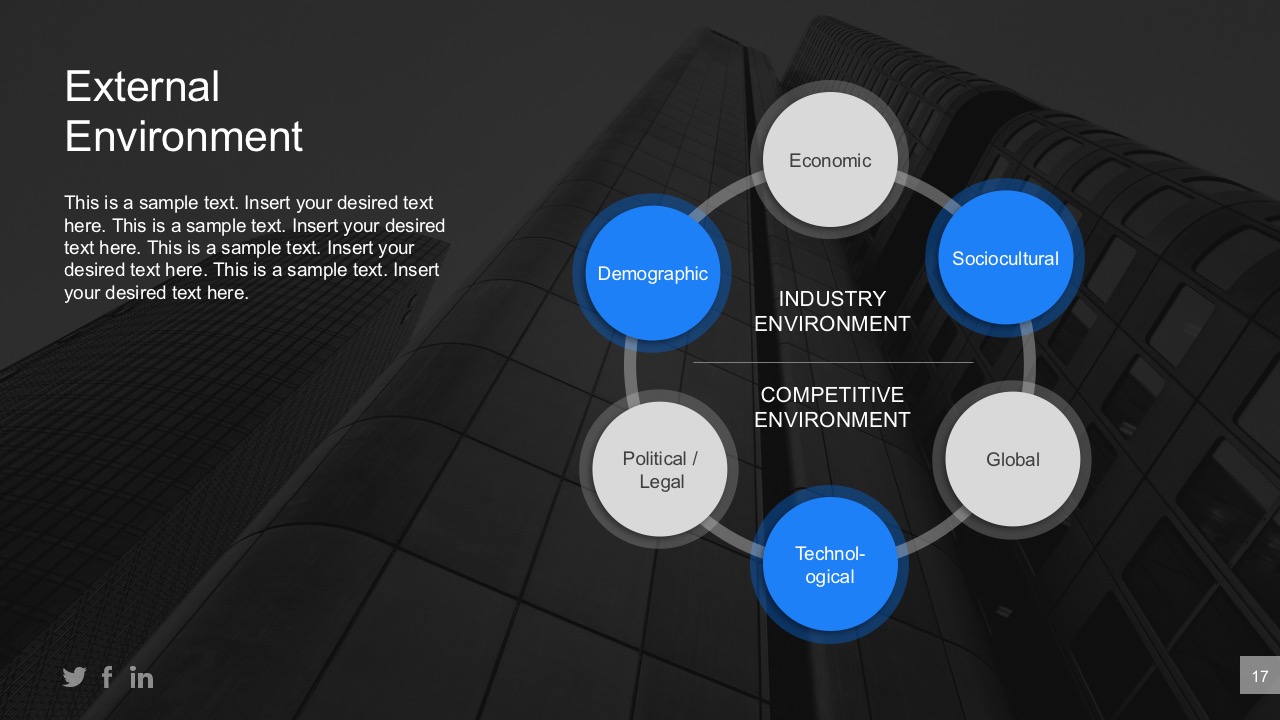 External
Environment
This is a sample text. Insert your desired text
here. This is a sample text. Insert your desired
text here. This is a sample text. Insert your
desired text here. This is a sample text. Insert
your desired text here.
Economic
Sociocultural
Demographic
INDUSTRY
ENVIRONMENT
COMPETITIVE
ENVIRONMENT
Political /
Legal
Global
Technol-
ogical
17